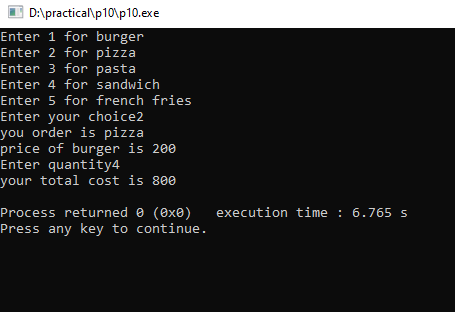 D:\practical\p10\p10.exe
Enter 1 for burger
Enter 2 for pizza
Enter 3 for pasta
Enter 4 for sandwich
Enter 5 for french fries
Enter your choice2
you order is pizza
price of burger is 200
Enter quantity4
your total cost is 800
Process returned 0 (0x0)   execution time : 6.765 s
Press any key to continue.